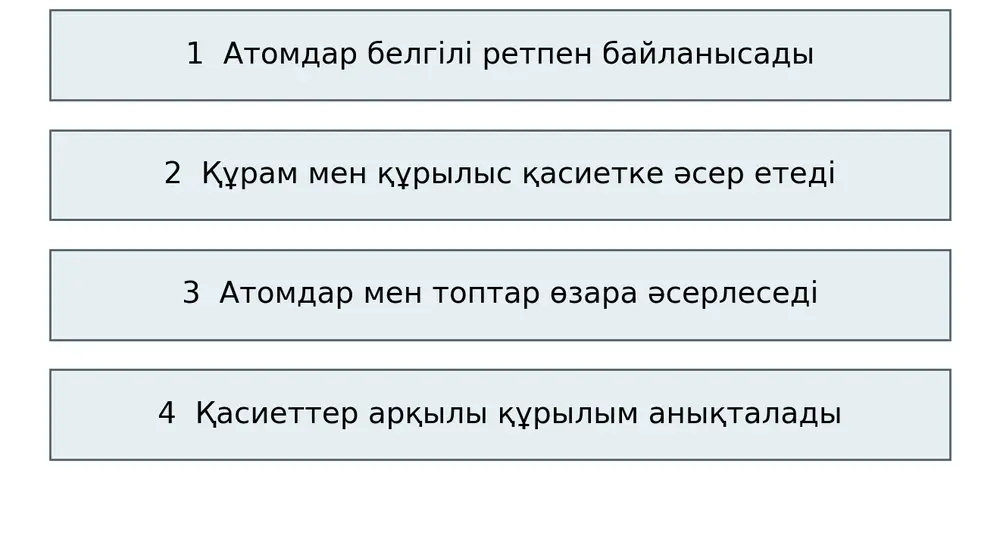 1 Атомдар белгілі ретпен байланысады
2 Құрам мен құрылыс қасиетке әсер етеді
3 Атомдар мен топтар өзара әсерлеседі
4 Қасиеттер арқылы құрылым анықталады